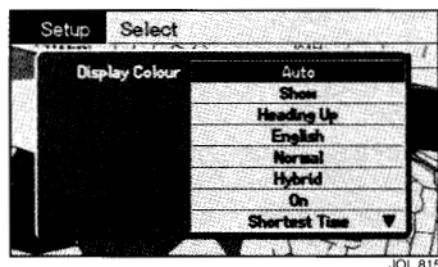 Setup Select
Display Colour Auto
Show
Heading Up
English
Normal
Hybrid
On
Shortest Time ▼
JOL 815